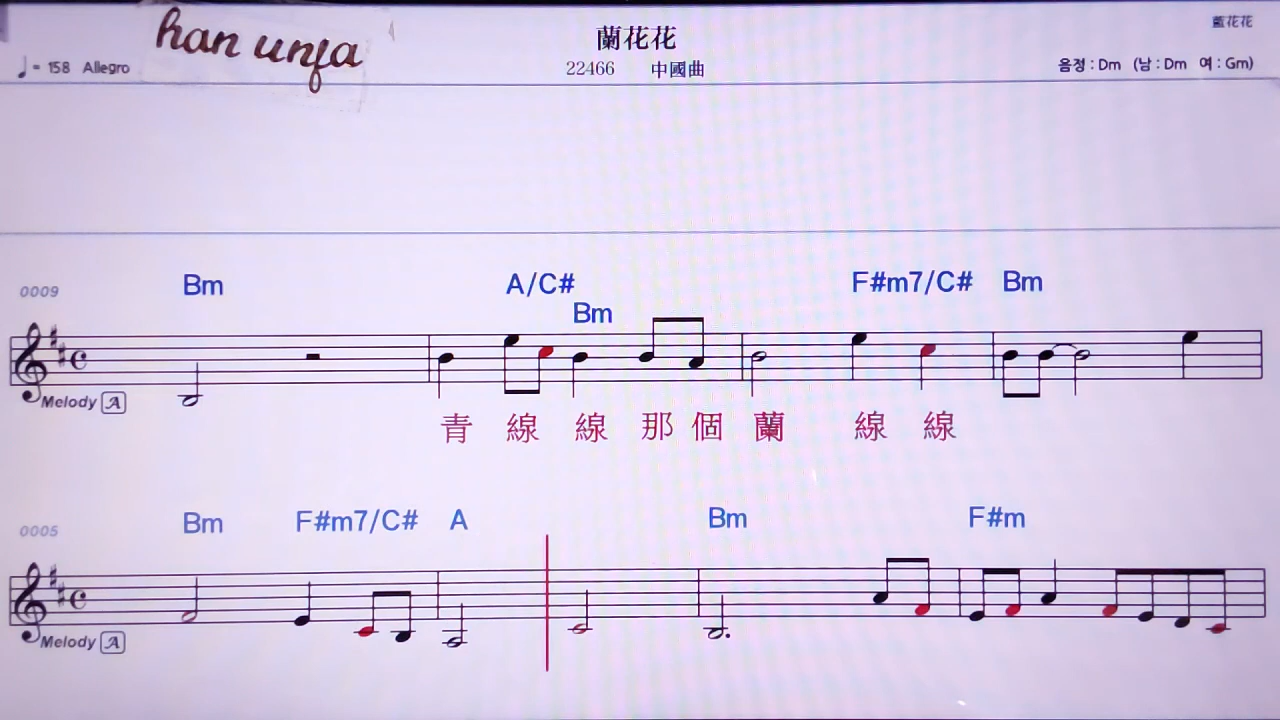 han unfa
蘭花花
藍花花
♩= 158 Allegro
22466 中國曲
음정 : Dm (남 : Dm 여 : Gm)
0009 Bm A/C# Bm F#m7/C# Bm
Melody A
青 線 線 那 個 蘭 線 線
0005 Bm F#m7/C# A Bm F#m
Melody A